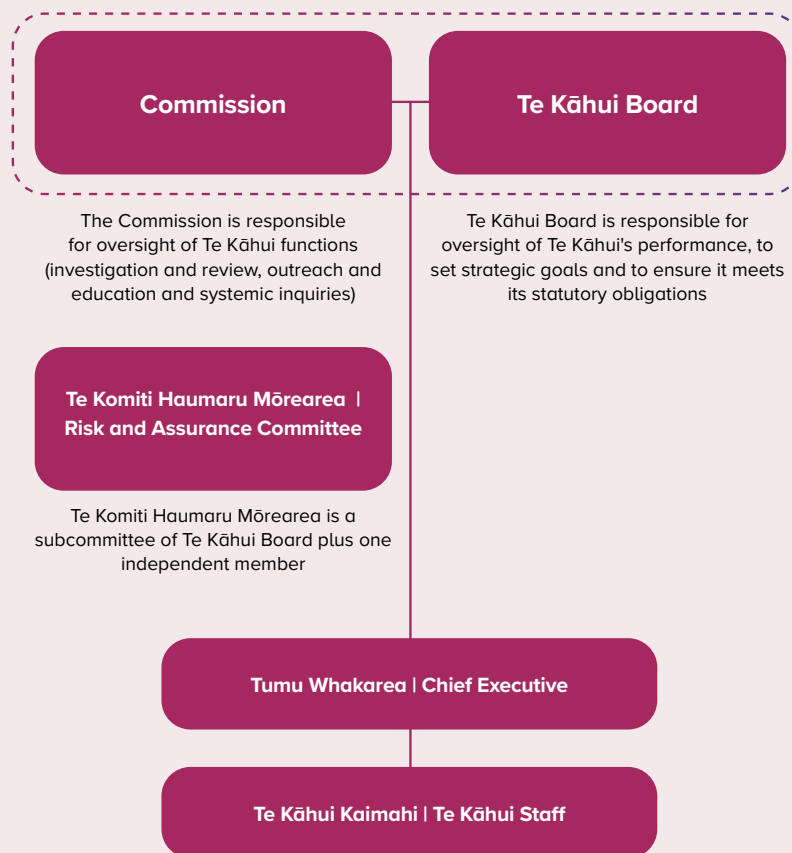 Commission
Te Kāhui Board
The Commission is responsible
for oversight of Te Kāhui functions
(investigation and review, outreach and
education and systemic inquiries)
Te Kāhui Board is responsible for
oversight of Te Kāhui's performance, to
set strategic goals and to ensure it meets
its statutory obligations
Te Komiti Haumaru Mōrearea |
Risk and Assurance Committee
Te Komiti Haumaru Mōrearea is a
subcommittee of Te Kāhui Board plus one
independent member
Tumu Whakarea | Chief Executive
Te Kāhui Kaimahi | Te Kāhui Staff